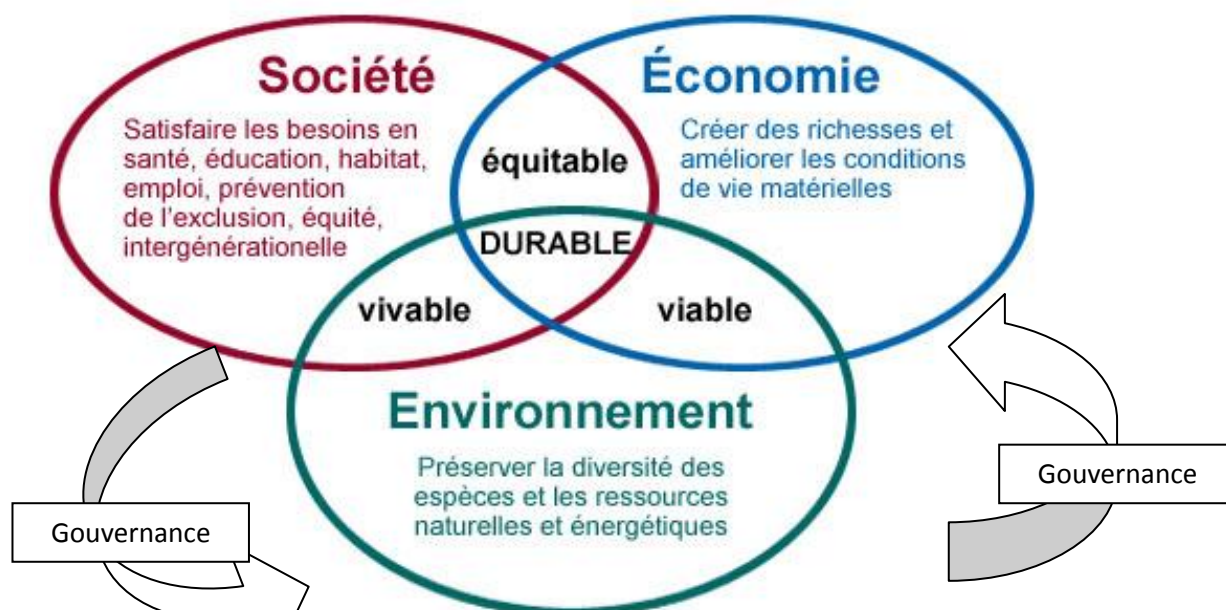 Société
Satisfaire les besoins en
santé, éducation, habitat,
emploi, prévention
de l'exclusion, équité,
intergénérationelle
Économie
Créer des richesses et
améliorer les conditions
de vie matérielles
équitable
DURABLE
vivable
viable
Environnement
Préserver la diversité des
espèces et les ressources
naturelles et énergétiques
Gouvernance
Gouvernance